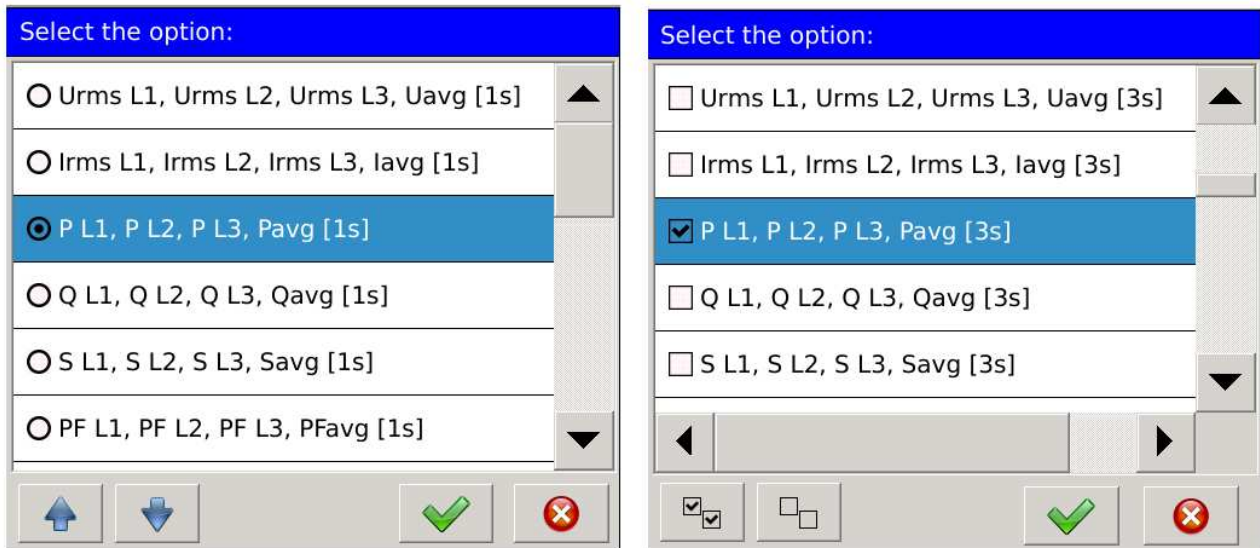 Select the option:
Urms L1, Urms L2, Urms L3, Uavg [1s]
Irms L1, Irms L2, Irms L3, Iavg [1s]
P L1, P L2, P L3, Pavg [1s]
Q L1, Q L2, Q L3, Qavg [1s]
S L1, S L2, S L3, Savg [1s]
PF L1, PF L2, PF L3, PFavg [1s]
Select the option:
Urms L1, Urms L2, Urms L3, Uavg [3s]
Irms L1, Irms L2, Irms L3, Iavg [3s]
P L1, P L2, P L3, Pavg [3s]
Q L1, Q L2, Q L3, Qavg [3s]
S L1, S L2, S L3, Savg [3s]